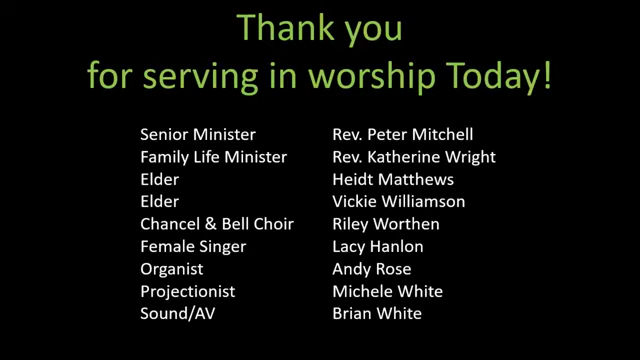 Thank you
for serving in worship Today!
Senior Minister Rev. Peter Mitchell
Family Life Minister Rev. Katherine Wright
Elder Heidt Matthews
Elder Vickie Williamson
Chancel & Bell Choir Riley Worthen
Female Singer Lacy Hanlon
Organist Andy Rose
Projectionist Michele White
Sound/AV Brian White